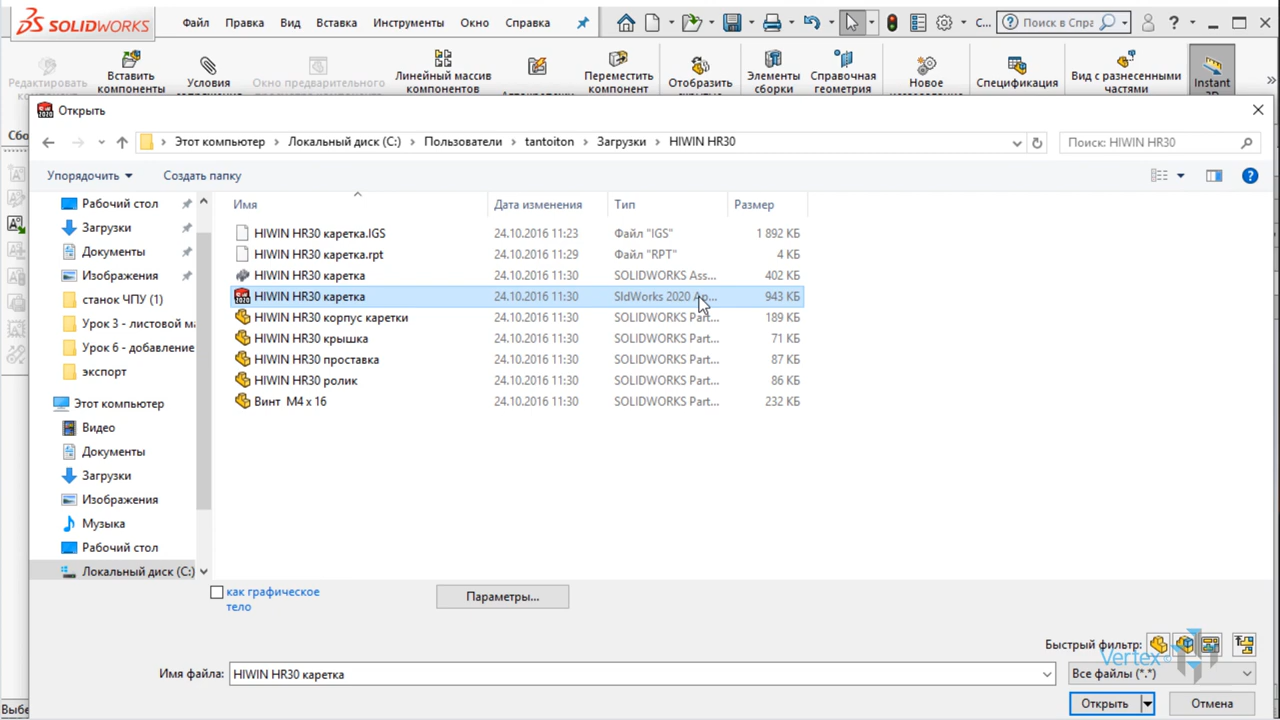 SOLIDWORKS
Файл Правка Вид Вставка Инструменты Окно Справка
С...
Поиск в Спра
Редактировать
Вставить компоненты
Условия
Окно предварительного
Линейный массив компонентов
Переместить компонент
Отобразить
Элементы сборки
Справочная геометрия
Новое
Спецификация
Вид с разнесенными частями
Instant
Открыть
Сбо
Этот компьютер > Локальный диск (C:) > Пользователи > tantoiton > Загрузки > HIWIN HR30
Поиск: HIWIN HR30
Упорядочить
Создать папку
Имя Дата изменения Тип Размер
Рабочий стол
Загрузки
Документы
Изображения
станок ЧПУ (1)
Урок 3 - листовой ма
Урок 6 - добавление
экспорт
Этот компьютер
Видео
Документы
Загрузки
Изображения
Музыка
Рабочий стол
Локальный диск (C:)
HIWIN HR30 каретка.IGS 24.10.2016 11:23 Файл "IGS" 1 892 КБ
HIWIN HR30 каретка.rpt 24.10.2016 11:29 Файл "RPT" 4 КБ
HIWIN HR30 каретка 24.10.2016 11:30 SOLIDWORKS Ass... 402 КБ
HIWIN HR30 каретка 24.10.2016 11:30 SldWorks 2020 Ap... 943 КБ
HIWIN HR30 корпус каретки 24.10.2016 11:30 SOLIDWORKS Part... 189 КБ
HIWIN HR30 крышка 24.10.2016 11:30 SOLIDWORKS Part... 71 КБ
HIWIN HR30 проставка 24.10.2016 11:30 SOLIDWORKS Part... 87 КБ
HIWIN HR30 ролик 24.10.2016 11:30 SOLIDWORKS Part... 86 КБ
Винт М4 х 16 24.10.2016 11:30 SOLIDWORKS Part... 232 КБ
как графическое
тело
Параметры...
Быстрый фильтр:
Vertex
Имя файла: HIWIN HR30 каретка
Все файлы (*.*)
Открыть
Отмена
Выбе